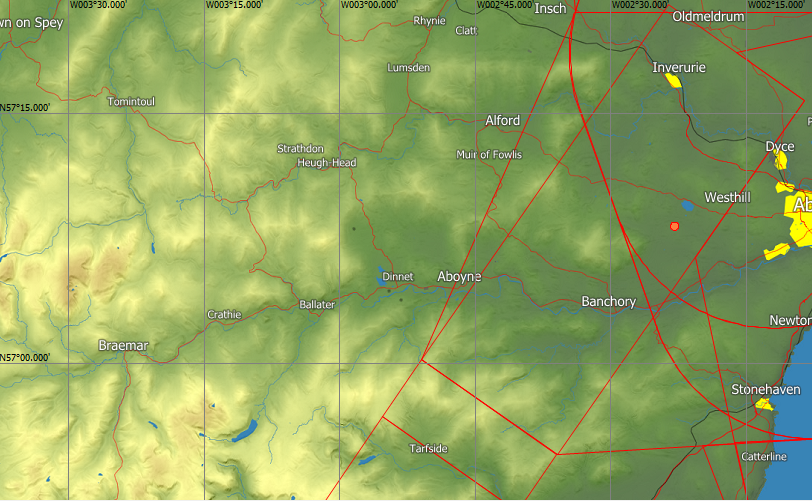 W003°30.000'
W003°15.000'
W003°00.000'
W002°45.000'
W002°30.000'
W002°15.000'
wn on Spey
Rhynie
Insch
Oldmeldrum
Clatt
Lumsden
Inverurie
Tomintoul
N57°15.000'
Alford
Strathdon
Heugh-Head
Muir of Fowlis
Dyce
Westhill
Ab
Dinnet
Aboyne
Ballater
Banchory
Crathie
Newton
Braemar
N57°00.000'
Stonehaven
Tarfside
Catterline